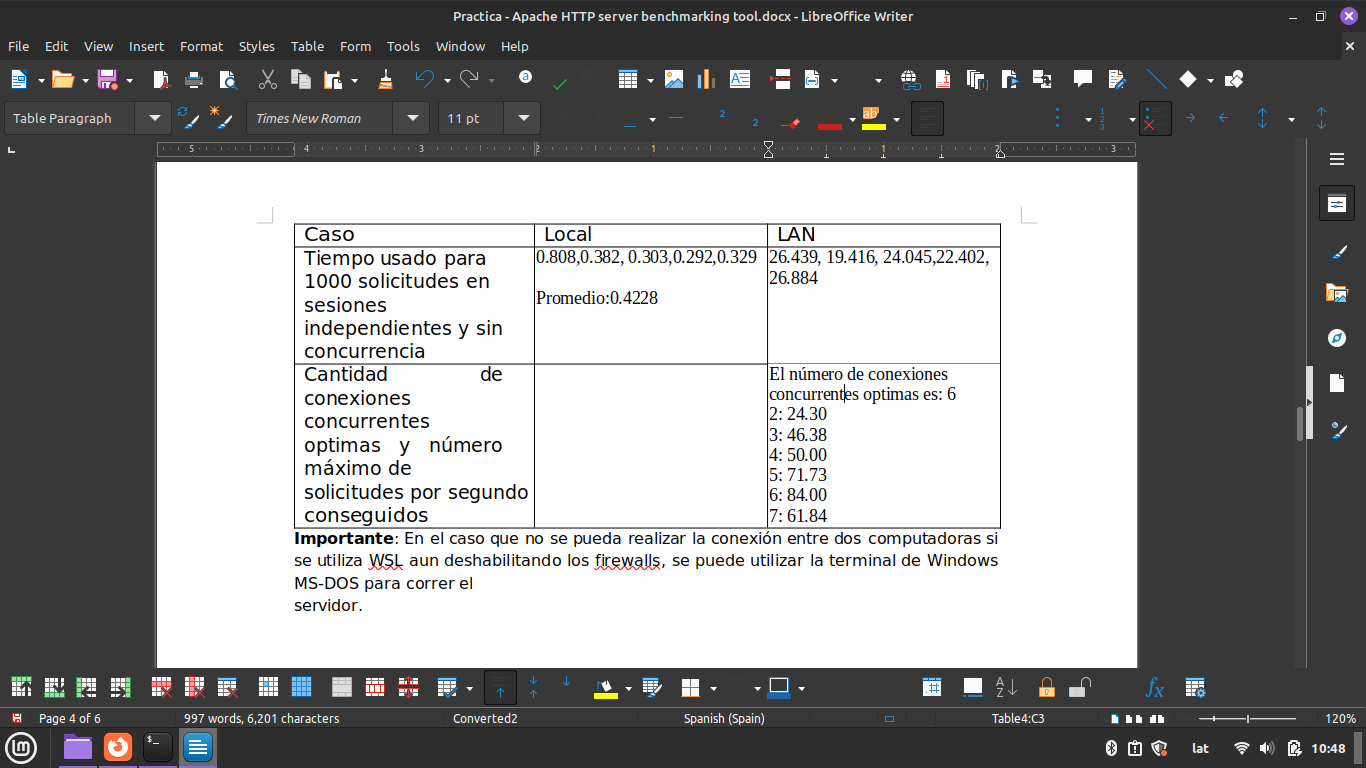 Practica - Apache HTTP server benchmarking tool.docx - LibreOffice Writer
File Edit View Insert Format Styles Table Form Tools Window Help
Table Paragraph Times New Roman 11 pt
5 4 3 2 1 1 2 3
Caso Local LAN
Tiempo usado para
1000 solicitudes en
sesiones
independientes y sin
concurrencia
0.808,0.382, 0.303,0.292,0.329
Promedio:0.4228
26.439, 19.416, 24.045,22.402,
26.884
Cantidad de
conexiones
concurrentes
optimas y número
máximo de
solicitudes por segundo
conseguidos
El número de conexiones
concurrentes optimas es: 6
2: 24.30
3: 46.38
4: 50.00
5: 71.73
6: 84.00
7: 61.84
Importante: En el caso que no se pueda realizar la conexión entre dos computadoras si
se utiliza WSL aun deshabilitando los firewalls, se puede utilizar la terminal de Windows
MS-DOS para correr el
servidor.
Page 4 of 6 997 words, 6,201 characters Converted2 Spanish (Spain) Table4:C3 120%
lat 10:48